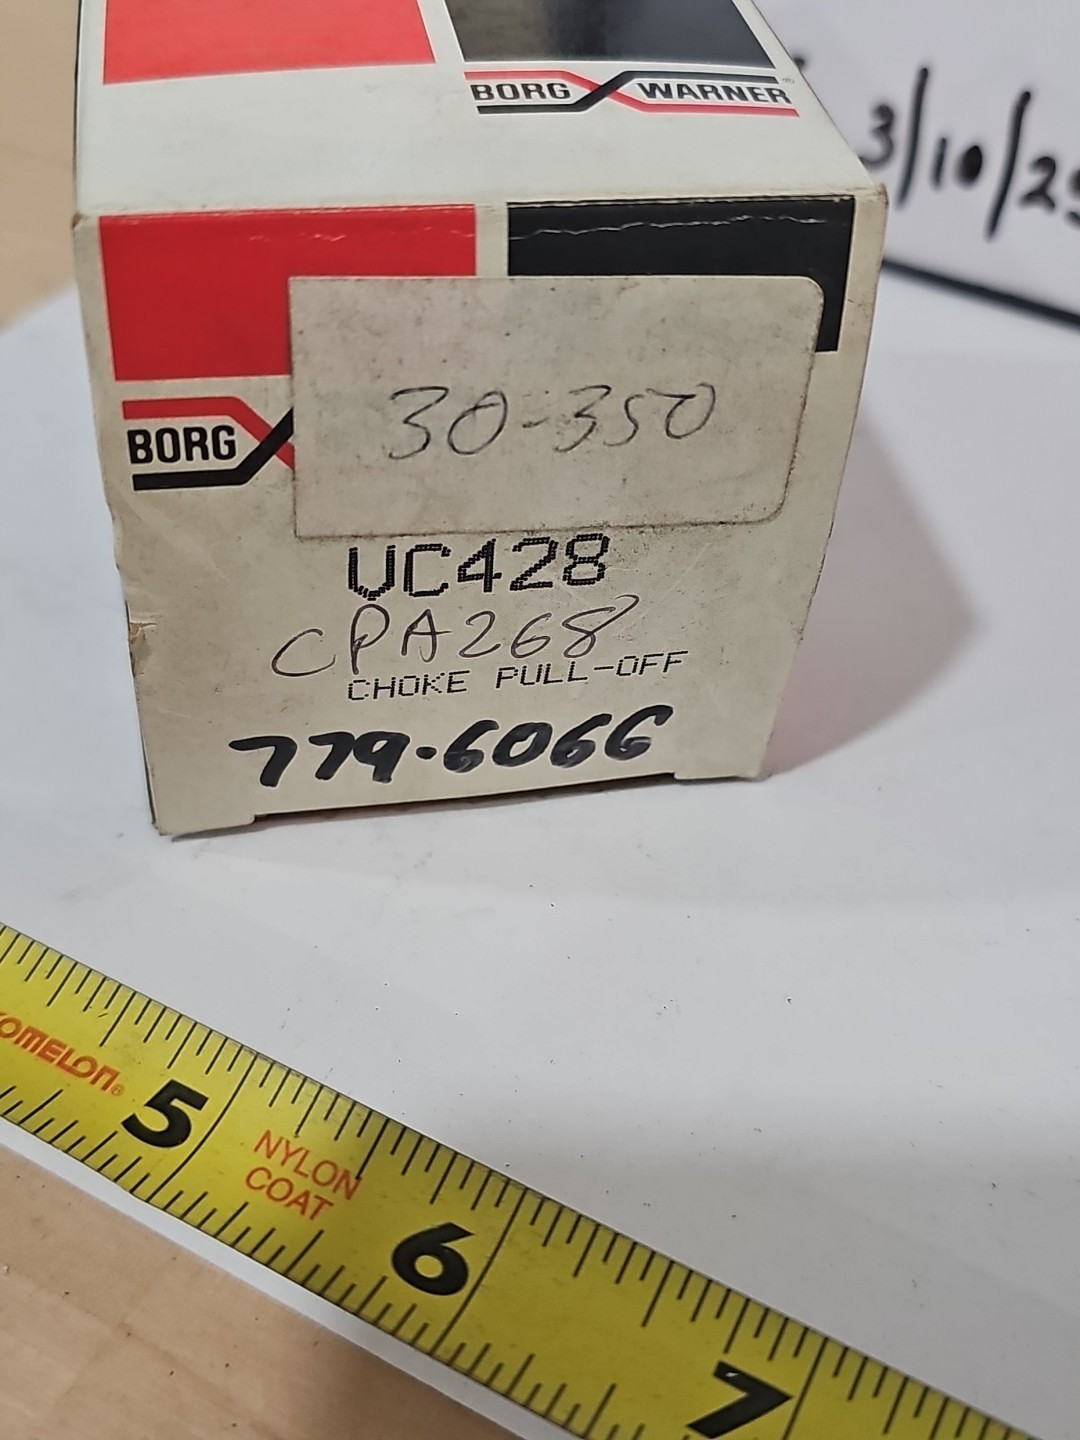 BORG WARNER®
3/10/25
BORG
30-350
VC428
CPA268
CHOKE PULL-OFF
779-6066
KOMELON®
5
NYLON
COAT
6
7